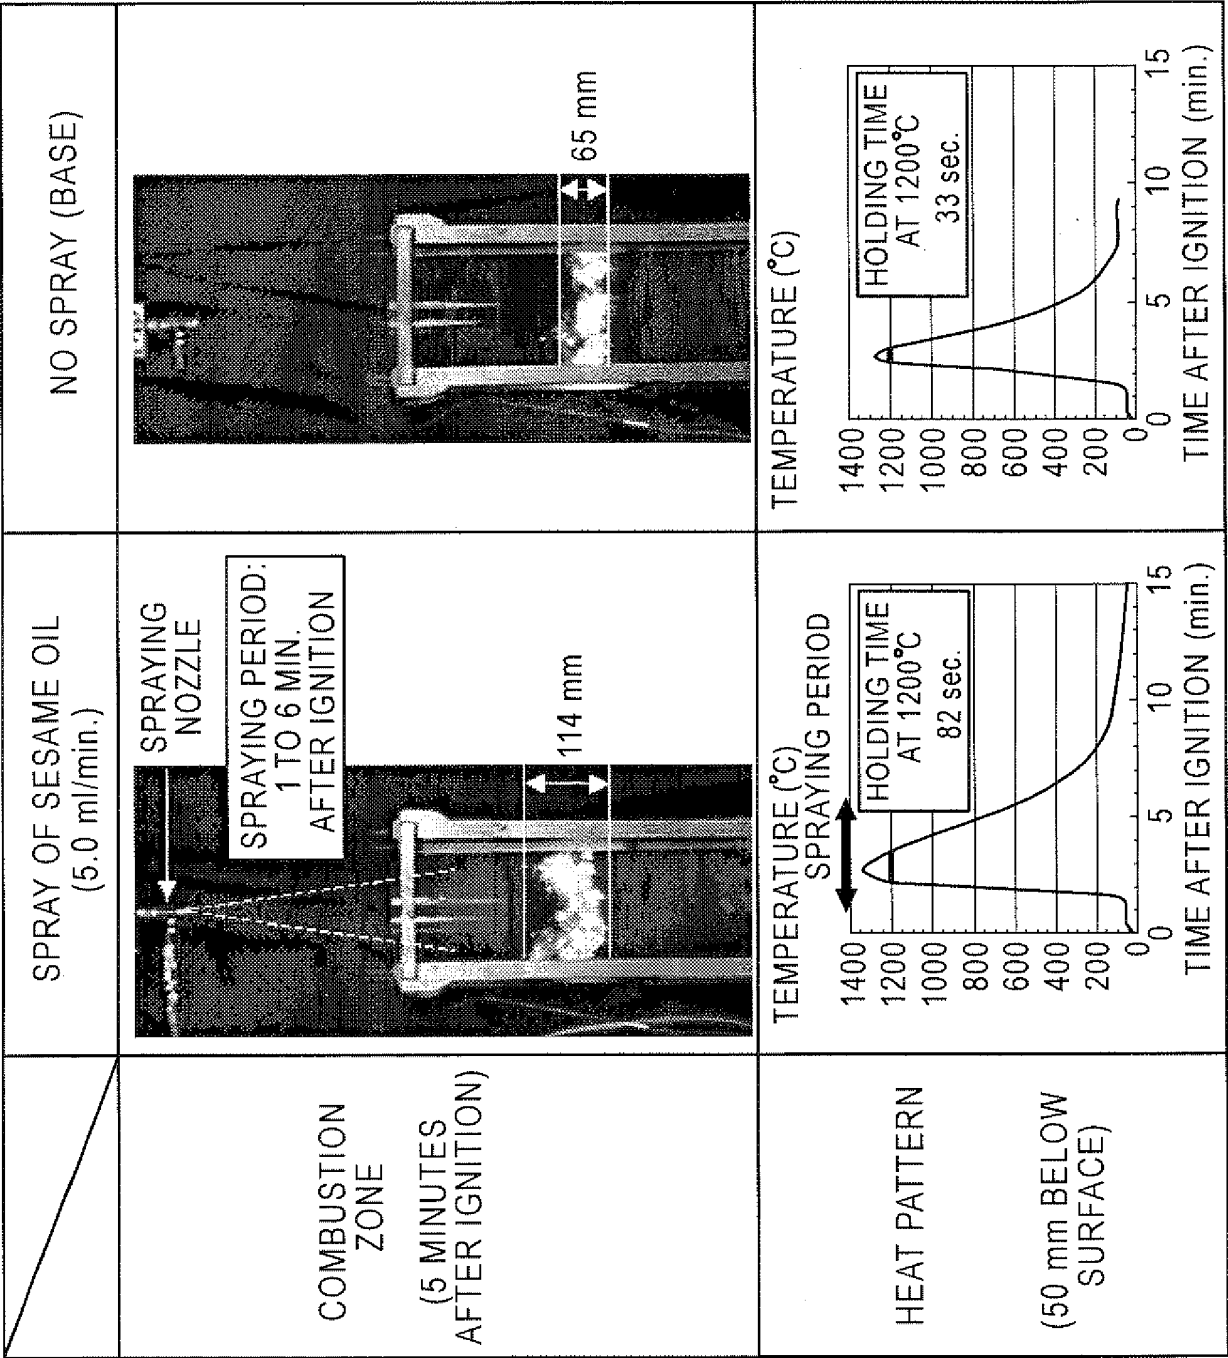 SPRAY OF SESAME OIL
(5.0 ml/min.)
NO SPRAY (BASE)
COMBUSTION
ZONE
(5 MINUTES
AFTER IGNITION)
SPRAYING
NOZZLE
SPRAYING PERIOD:
1 TO 6 MIN.
AFTER IGNITION
114 mm
65 mm
HEAT PATTERN
(50 mm BELOW
SURFACE)
TEMPERATURE (°C)
SPRAYING PERIOD
1400
1200
1000
800
600
400
200
0
HOLDING TIME
AT 1200°C
82 sec.
0 5 10 15
TIME AFTER IGNITION (min.)
TEMPERATURE (°C)
1400
1200
1000
800
600
400
200
0
HOLDING TIME
AT 1200°C
33 sec.
0 5 10 15
TIME AFTER IGNITION (min.)